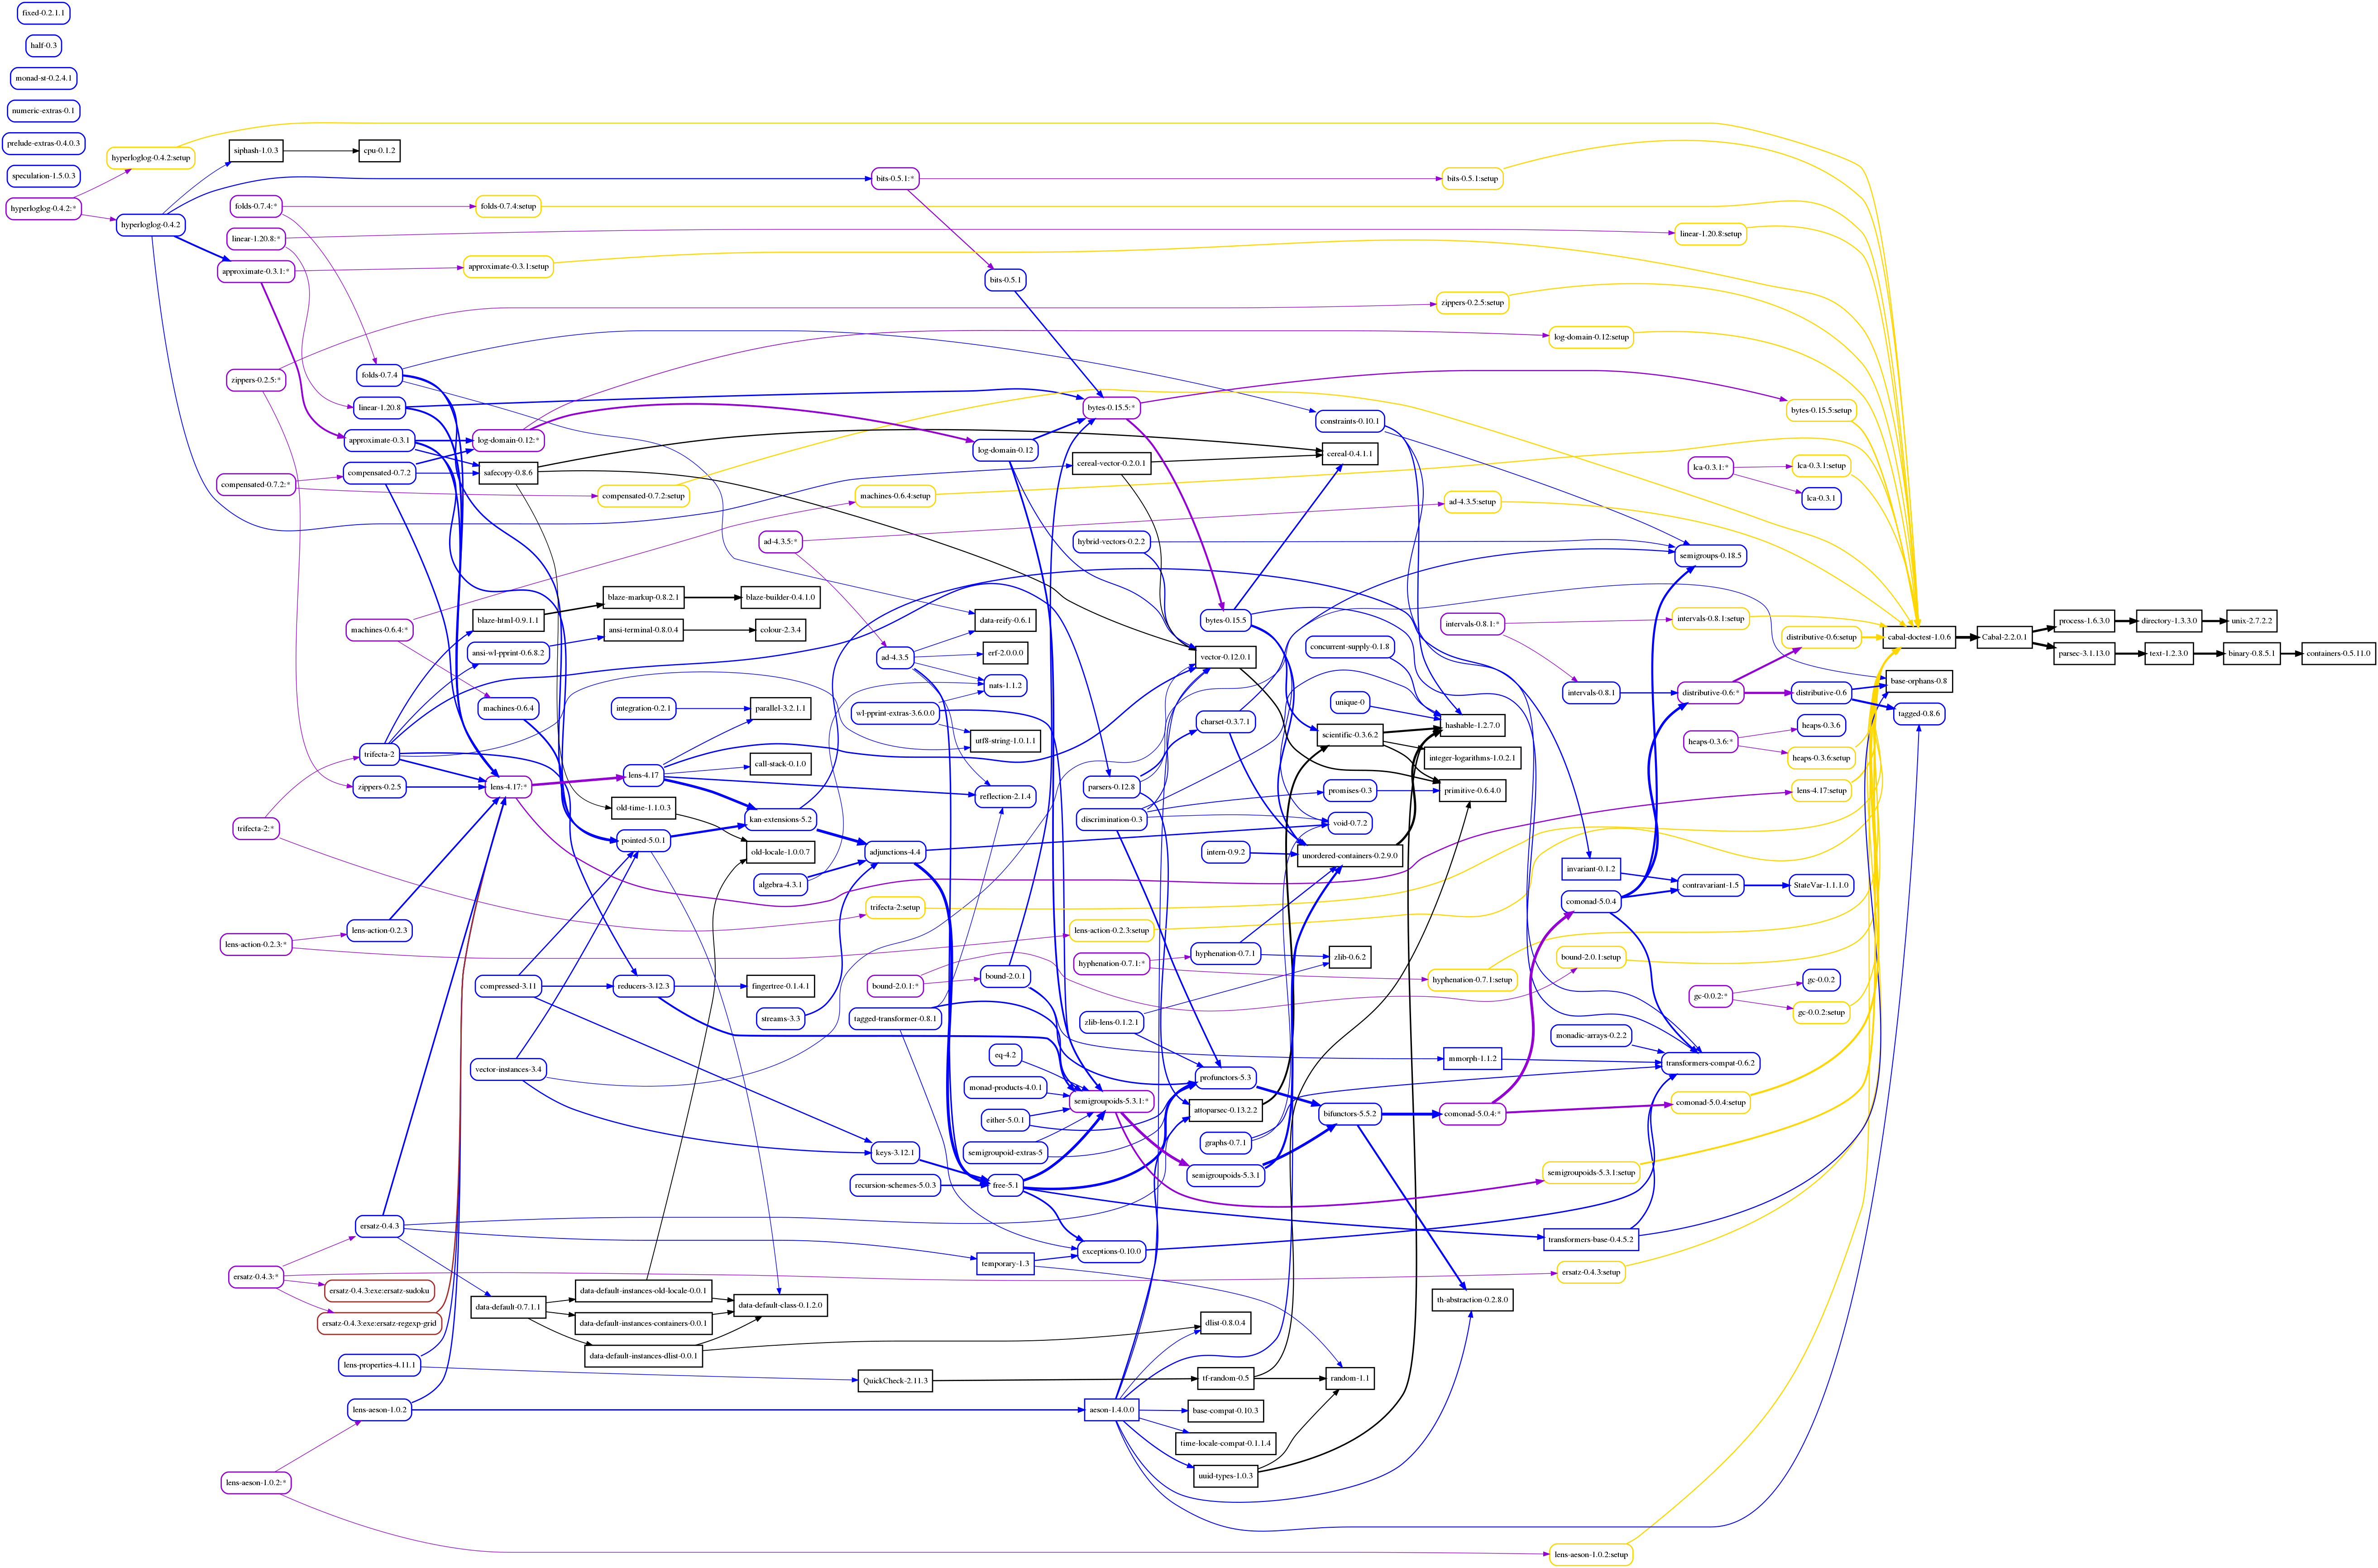 fixed-0.2.1.1
half-0.3
monad-st-0.2.4.1
numeric-extras-0.1
prelude-extras-0.4.0.3
speculation-1.5.0.3
hyperloglog-0.4.2:*
hyperloglog-0.4.2:setup
hyperloglog-0.4.2
siphash-1.0.3
cpu-0.1.2
folds-0.7.4:*
linear-1.20.8:*
approximate-0.3.1:*
zippers-0.2.5:*
compensated-0.7.2:*
machines-0.6.4:*
trifecta-2:*
lens-action-0.2.3:*
ersatz-0.4.3:*
lens-aeson-1.0.2:*
folds-0.7.4
linear-1.20.8
approximate-0.3.1
compensated-0.7.2
trifecta-2
zippers-0.2.5
lens-action-0.2.3
ersatz-0.4.3
ersatz-0.4.3:exe:ersatz-sudoku
ersatz-0.4.3:exe:ersatz-regexp-grid
lens-properties-4.11.1
lens-aeson-1.0.2
folds-0.7.4:setup
approximate-0.3.1:setup
log-domain-0.12:*
safecopy-0.8.6
blaze-html-0.9.1.1
ansi-wl-pprint-0.6.8.2
machines-0.6.4
lens-4.17:*
compressed-3.11
vector-instances-3.4
data-default-0.7.1.1
compensated-0.7.2:setup
blaze-markup-0.8.2.1
ansi-terminal-0.8.0.4
integration-0.2.1
lens-4.17
old-time-1.1.0.3
pointed-5.0.1
reducers-3.12.3
data-default-instances-old-locale-0.0.1
data-default-instances-containers-0.0.1
data-default-instances-dlist-0.0.1
ad-4.3.5:*
blaze-builder-0.4.1.0
colour-2.3.4
parallel-3.2.1.1
call-stack-0.1.0
kan-extensions-5.2
old-locale-1.0.0.7
algebra-4.3.1
fingertree-0.1.4.1
streams-3.3
data-default-class-0.1.2.0
bits-0.5.1:*
machines-0.6.4:setup
ad-4.3.5
wl-pprint-extras-3.6.0.0
adjunctions-4.4
trifecta-2:setup
bound-2.0.1:*
tagged-transformer-0.8.1
keys-3.12.1
recursion-schemes-5.0.3
QuickCheck-2.11.3
bits-0.5.1
log-domain-0.12
data-reify-0.6.1
erf-2.0.0.0
nats-1.1.2
utf8-string-1.0.1.1
reflection-2.1.4
bound-2.0.1
eq-4.2
monad-products-4.0.1
either-5.0.1
semigroupoid-extras-5
free-5.1
temporary-1.3
bytes-0.15.5:*
cereal-vector-0.2.0.1
hybrid-vectors-0.2.2
parsers-0.12.8
discrimination-0.3
lens-action-0.2.3:setup
hyphenation-0.7.1:*
zlib-lens-0.1.2.1
semigroupoids-5.3.1:*
exceptions-0.10.0
aeson-1.4.0.0
bytes-0.15.5
vector-0.12.0.1
charset-0.3.7.1
intern-0.9.2
hyphenation-0.7.1
profunctors-5.3
attoparsec-0.13.2.2
graphs-0.7.1
semigroupoids-5.3.1
dlist-0.8.0.4
tf-random-0.5
base-compat-0.10.3
time-locale-compat-0.1.1.4
uuid-types-1.0.3
constraints-0.10.1
cereal-0.4.1.1
concurrent-supply-0.1.8
unique-0
scientific-0.3.6.2
promises-0.3
void-0.7.2
unordered-containers-0.2.9.0
zlib-0.6.2
bifunctors-5.5.2
random-1.1
bits-0.5.1:setup
zippers-0.2.5:setup
ad-4.3.5:setup
intervals-0.8.1:*
hashable-1.2.7.0
integer-logarithms-1.0.2.1
primitive-0.6.4.0
hyphenation-0.7.1:setup
mmorph-1.1.2
comonad-5.0.4:*
th-abstraction-0.2.8.0
log-domain-0.12:setup
intervals-0.8.1
invariant-0.1.2
comonad-5.0.4
bound-2.0.1:setup
monadic-arrays-0.2.2
semigroupoids-5.3.1:setup
transformers-base-0.4.5.2
ersatz-0.4.3:setup
lens-aeson-1.0.2:setup
linear-1.20.8:setup
lca-0.3.1:*
semigroups-0.18.5
intervals-0.8.1:setup
distributive-0.6:*
heaps-0.3.6:*
contravariant-1.5
gc-0.0.2:*
transformers-compat-0.6.2
comonad-5.0.4:setup
bytes-0.15.5:setup
lca-0.3.1:setup
lca-0.3.1
distributive-0.6:setup
distributive-0.6
heaps-0.3.6
heaps-0.3.6:setup
lens-4.17:setup
StateVar-1.1.1.0
gc-0.0.2
gc-0.0.2:setup
cabal-doctest-1.0.6
base-orphans-0.8
tagged-0.8.6
Cabal-2.2.0.1
process-1.6.3.0
directory-1.3.3.0
unix-2.7.2.2
parsec-3.1.13.0
text-1.2.3.0
binary-0.8.5.1
containers-0.5.11.0